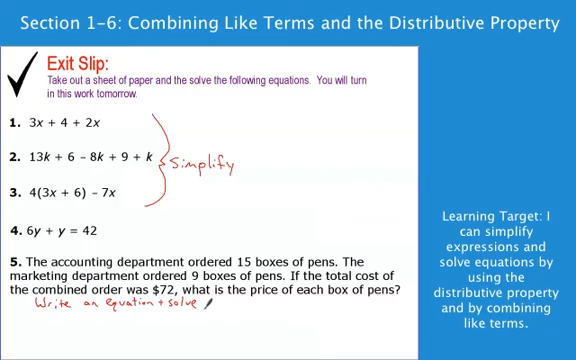 Section 1-6: Combining Like Terms and the Distributive Property
Exit Slip:
Take out a sheet of paper and the solve the following equations. You will turn
in this work tomorrow.
1. 3x + 4 + 2x
2. 13k + 6 – 8k + 9 + k
simplify
3. 4(3x + 6) – 7x
4. 6y + y = 42
5. The accounting department ordered 15 boxes of pens. The
marketing department ordered 9 boxes of pens. If the total cost of
the combined order was $72, what is the price of each box of pens?
Write an equation + solve
Learning Target: I
can simplify
expressions and
solve equations by
using the
distributive property
and by combining
like terms.